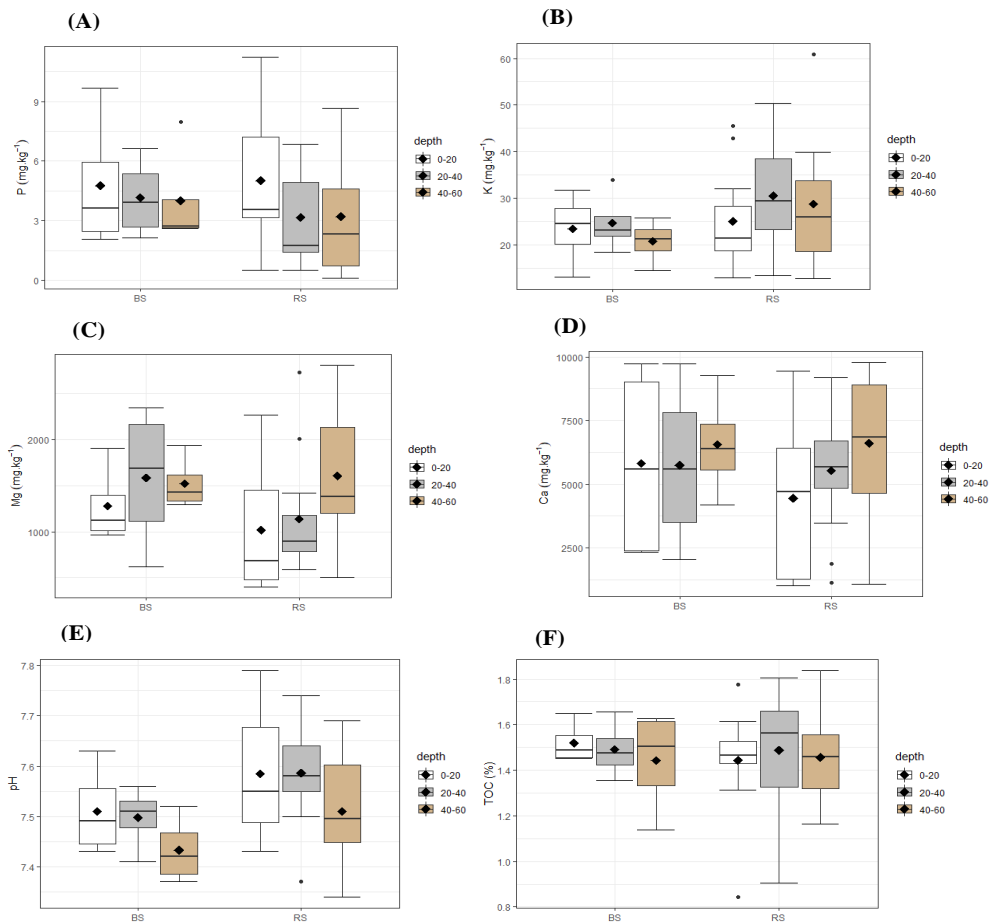 (A)
P (mg.kg⁻¹)
9
6
3
0
BS
RS
depth
0-20
20-40
40-60
(B)
K (mg.kg⁻¹)
60
50
40
30
20
BS
RS
depth
0-20
20-40
40-60
(C)
Mg (mg.kg⁻¹)
2000
1000
BS
RS
depth
0-20
20-40
40-60
(D)
Ca (mg.kg⁻¹)
10000
7500
5000
2500
BS
RS
depth
0-20
20-40
40-60
(E)
pH
7.8
7.7
7.6
7.5
7.4
BS
RS
depth
0-20
20-40
40-60
(F)
TOC (%)
1.8
1.6
1.4
1.2
1.0
0.8
BS
RS
depth
0-20
20-40
40-60